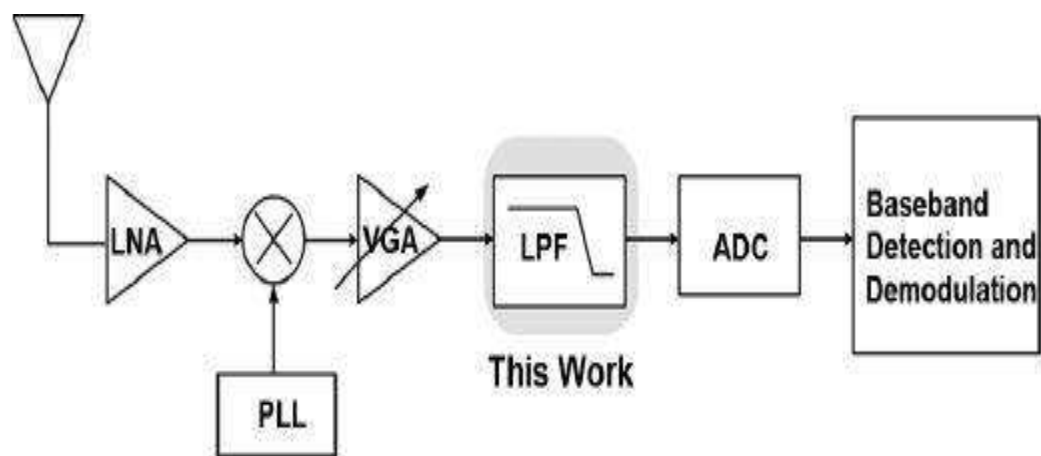 LNA
VGA
LPF
ADC
Baseband
Detection and
Demodulation
This Work
PLL